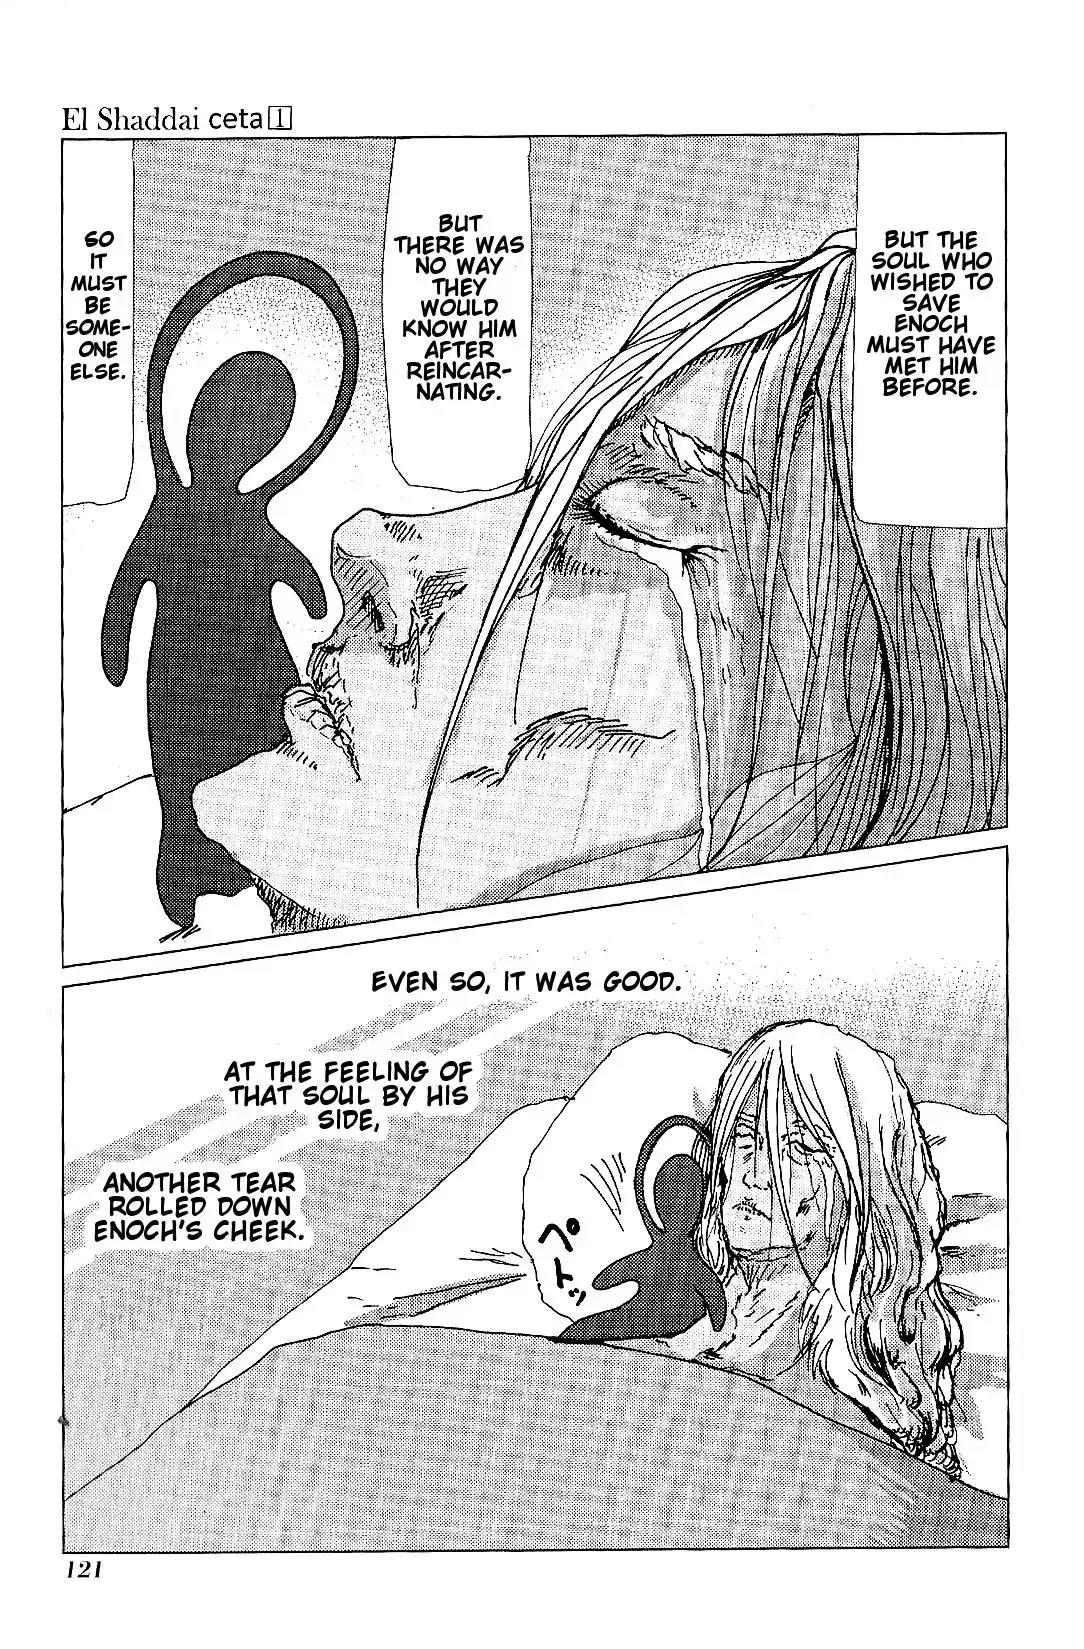 El Shaddai ceta 1
BUT THE
SOUL WHO
WISHED TO
SAVE
ENOCH
MUST HAVE
MET HIM
BEFORE.
BUT
THERE WAS
NO WAY
THEY
WOULD
KNOW HIM
AFTER
REINCAR-
NATING.
SO
IT
MUST
BE
SOME-
ONE
ELSE.
EVEN SO, IT WAS GOOD.
AT THE FEELING OF
THAT SOUL BY HIS
SIDE,
ANOTHER TEAR
ROLLED DOWN
ENOCH'S CHEEK.
ペット
121